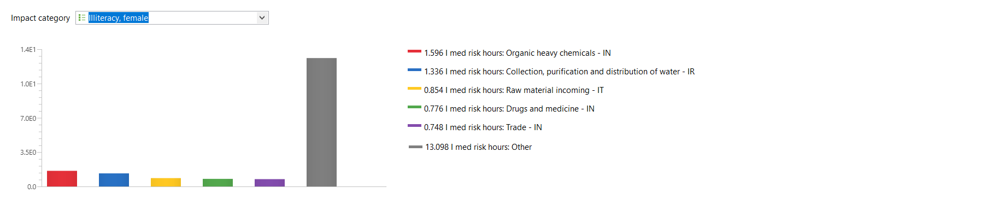 Impact category Illiteracy, female
1.4E1
1.0E1
7.0E0
3.5E0
0.0
1.596 I med risk hours: Organic heavy chemicals - IN
1.336 I med risk hours: Collection, purification and distribution of water - IR
0.854 I med risk hours: Raw material incoming - IT
0.776 I med risk hours: Drugs and medicine - IN
0.748 I med risk hours: Trade - IN
13.098 I med risk hours: Other